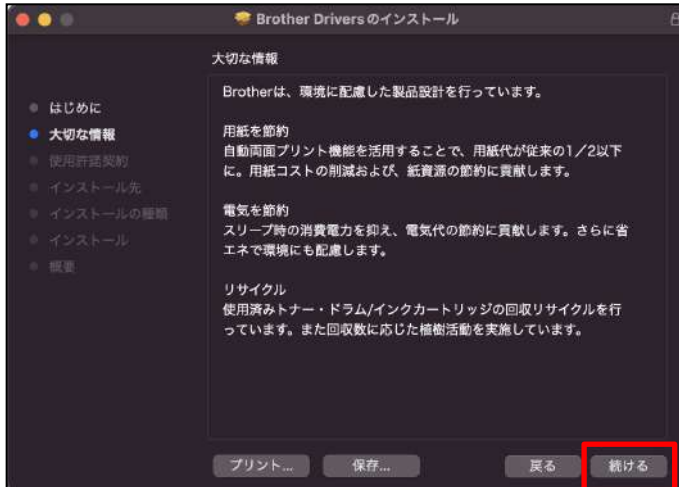 Brother Driversのインストール
大切な情報
はじめに
大切な情報
使用許諾契約
インストール先
インストールの種類
インストール
概要
Brotherは、環境に配慮した製品設計を行っています。
用紙を節約
自動両面プリント機能を活用することで、用紙代が従来の1/2以下
に。用紙コストの削減および、紙資源の節約に貢献します。
電気を節約
スリープ時の消費電力を抑え、電気代の節約に貢献します。さらに省
エネで環境にも配慮します。
リサイクル
使用済みトナー・ドラム/インクカートリッジの回収リサイクルを行
っています。また回収数に応じた植樹活動を実施しています。
プリント...
保存...
戻る
続ける